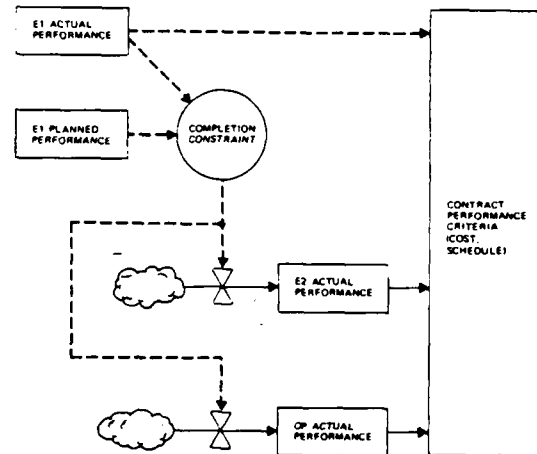 E1 ACTUAL
PERFORMANCE
E1 PLANNED
PERFORMANCE
COMPLETION
CONSTRAINT
CONTRACT
PERFORMANCE
CRITERIA
(COST,
SCHEDULE)
E2 ACTUAL
PERFORMANCE
OP ACTUAL
PERFORMANCE